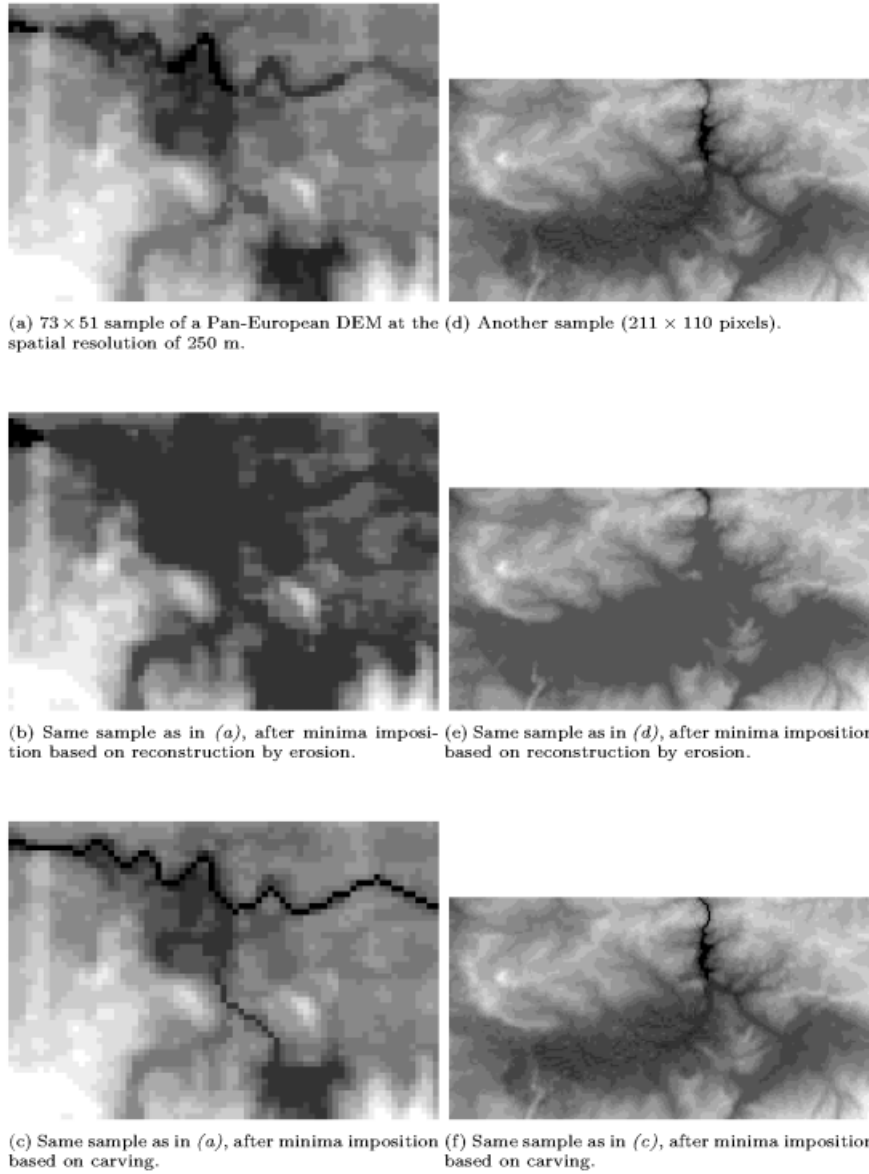 (a) 73 × 51 sample of a Pan-European DEM at the
spatial resolution of 250 m.
(d) Another sample (211 × 110 pixels).
(b) Same sample as in (a), after minima imposi-
tion based on reconstruction by erosion.
(e) Same sample as in (d), after minima imposition
based on reconstruction by erosion.
(c) Same sample as in (a), after minima imposition
based on carving.
(f) Same sample as in (c), after minima imposition
based on carving.